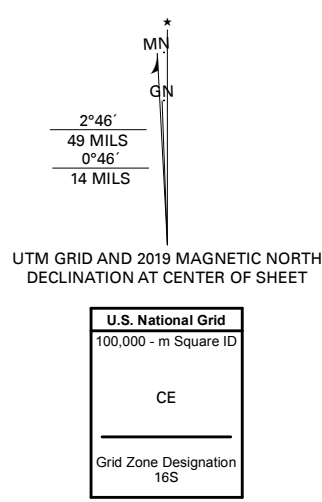 MN
GN
2°46´
49 MILS
0°46´
14 MILS
UTM GRID AND 2019 MAGNETIC NORTH
DECLINATION AT CENTER OF SHEET
U.S. National Grid
100,000 - m Square ID
CE
Grid Zone Designation
16S